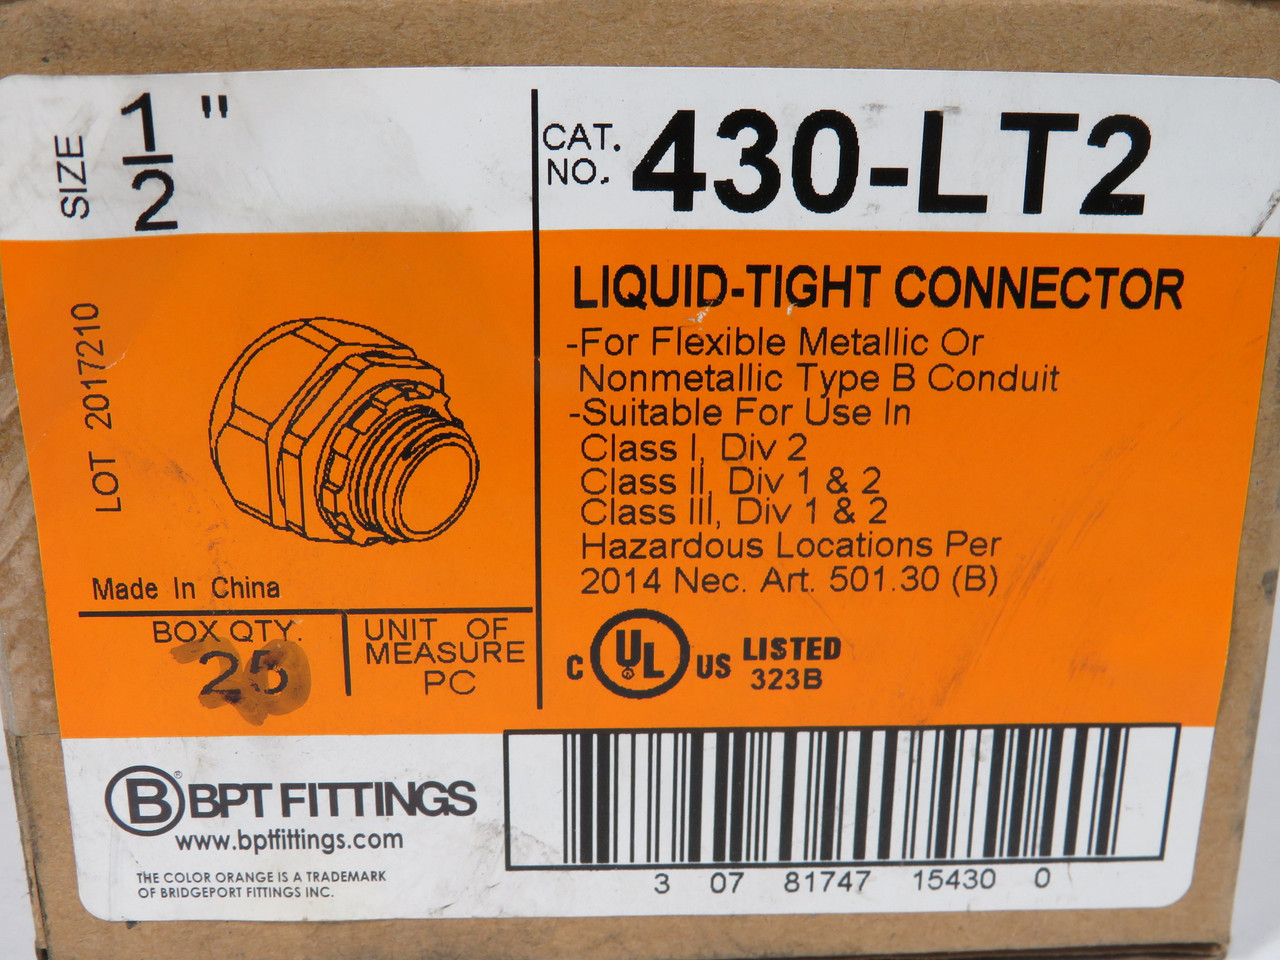 SIZE 1/2 "
CAT. NO. 430-LT2
LOT 2017210
Made In China
BOX QTY.
25
UNIT OF
MEASURE
PC
LIQUID-TIGHT CONNECTOR
-For Flexible Metallic Or
Nonmetallic Type B Conduit
-Suitable For Use In
Class I, Div 2
Class II, Div 1 & 2
Class III, Div 1 & 2
Hazardous Locations Per
2014 Nec. Art. 501.30 (B)
C UL ® US LISTED
323B
B® BPT FITTINGS
www.bptfittings.com
THE COLOR ORANGE IS A TRADEMARK
OF BRIDGEPORT FITTINGS INC.
3 07 81747 15430 0